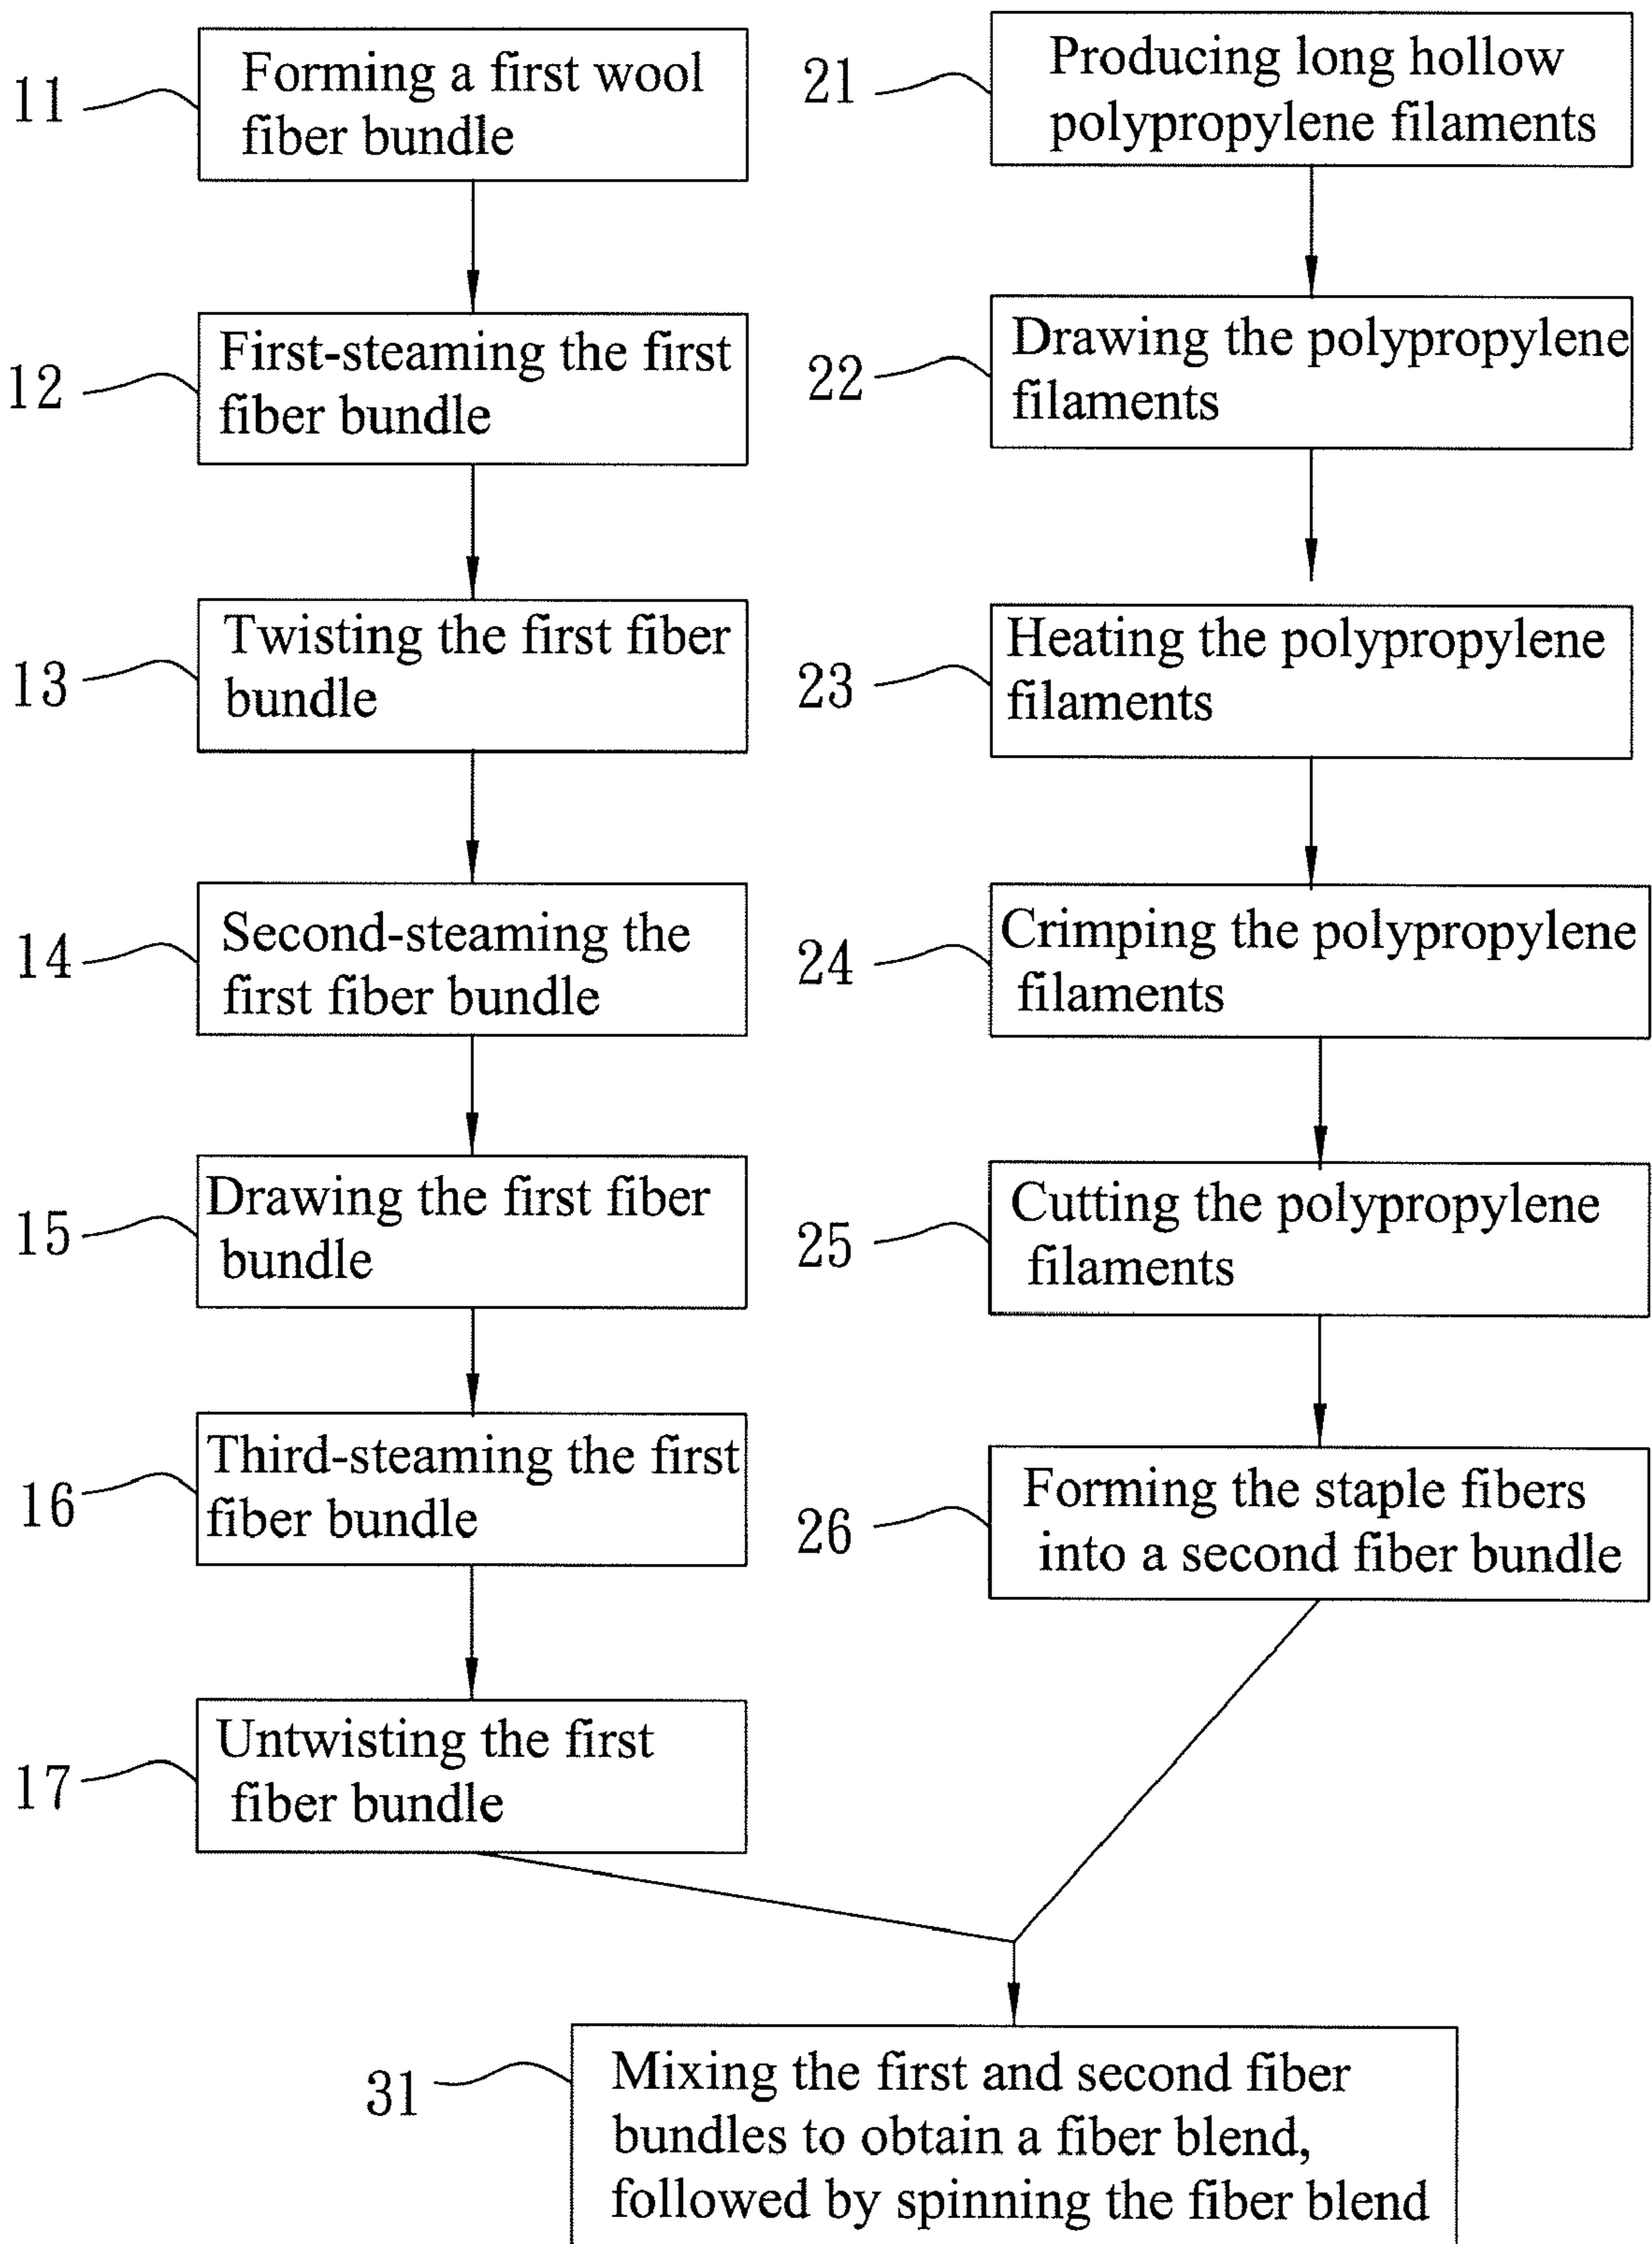 11
Forming a first wool
fiber bundle
12
First-steaming the first
fiber bundle
13
Twisting the first fiber
bundle
14
Second-steaming the
first fiber bundle
15
Drawing the first fiber
bundle
16
Third-steaming the first
fiber bundle
17
Untwisting the first
fiber bundle
21
Producing long hollow
polypropylene filaments
22
Drawing the polypropylene
filaments
23
Heating the polypropylene
filaments
24
Crimping the polypropylene
filaments
25
Cutting the polypropylene
filaments
26
Forming the staple fibers
into a second fiber bundle
31
Mixing the first and second fiber
bundles to obtain a fiber blend,
followed by spinning the fiber blend